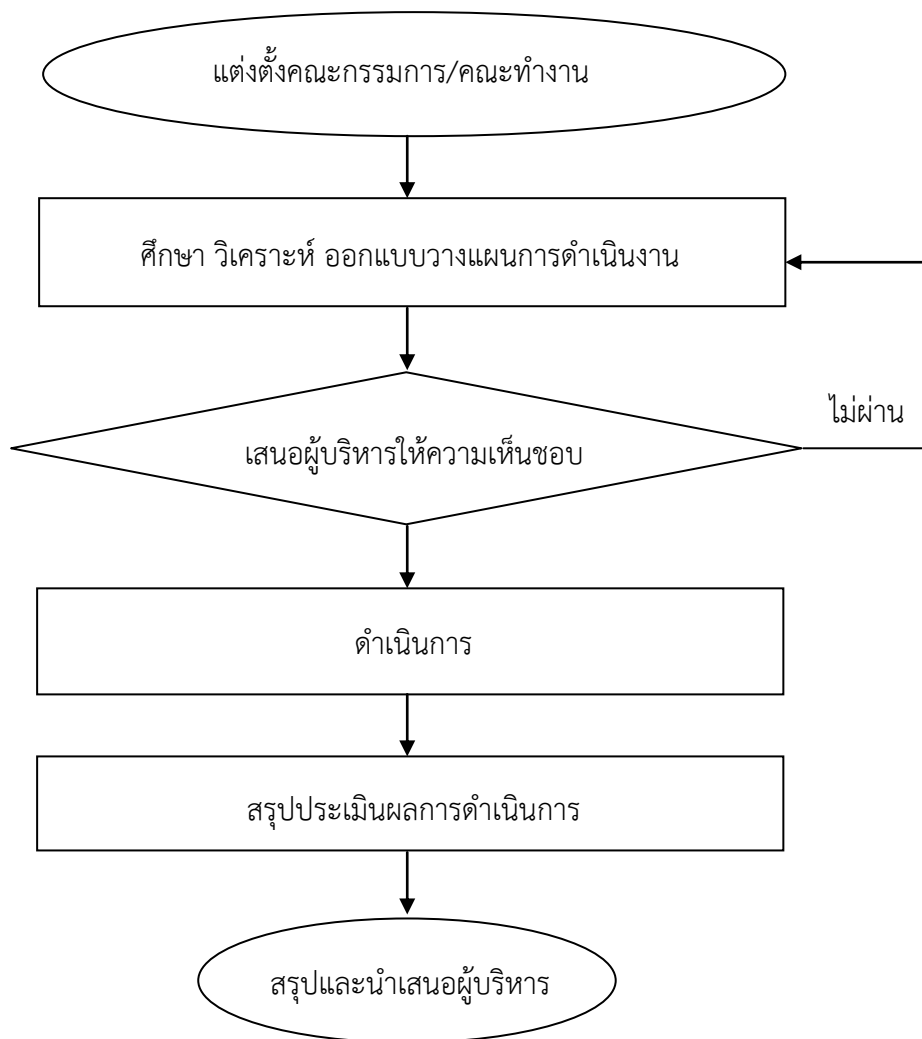 แต่งตั้งคณะกรรมการ/คณะทำงาน
ศึกษา วิเคราะห์ ออกแบบวางแผนการดำเนินงาน
ไม่ผ่าน
เสนอผู้บริหารให้ความเห็นชอบ
ดำเนินการ
สรุปประเมินผลการดำเนินการ
สรุปและนำเสนอผู้บริหาร